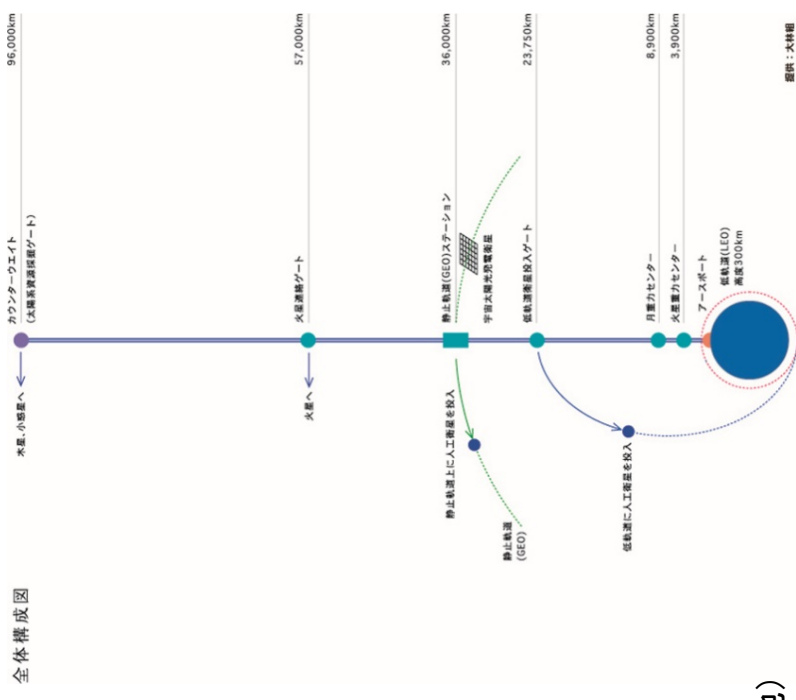 全体構成図
カウンターウエイト
(太陽系資源採掘ゲート)
96,000km
木星、小惑星へ
火星連絡ゲート
57,000km
火星へ
静止軌道(GEO)ステーション
36,000km
宇宙太陽光発電衛星
静止軌道上に人工衛星を投入
静止軌道
(GEO)
低軌道衛星投入ゲート
23,750km
低軌道に人工衛星を投入
月重力センター
8,900km
火星重力センター
3,900km
アースポート
低軌道(LEO)
高度300km
提供:大林組